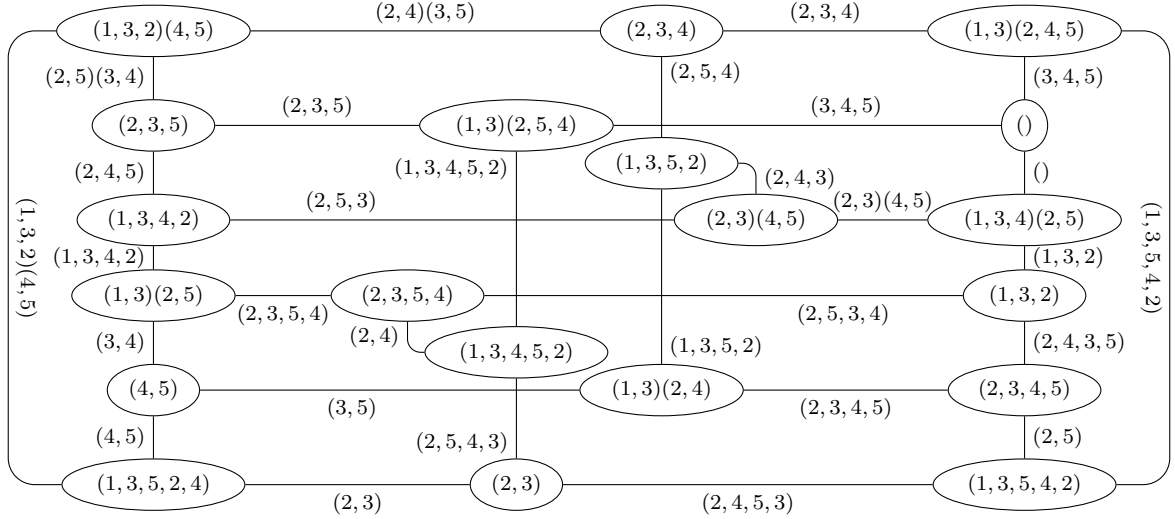 (2, 4)(3, 5)
(2, 3, 4)
(1, 3, 2)(4, 5)
(2, 3, 4)
(1, 3)(2, 4, 5)
(2, 5)(3, 4)
(2, 5, 4)
(3, 4, 5)
(2, 3, 5)
(3, 4, 5)
(2, 3, 5)
(1, 3)(2, 5, 4)
()
(1, 3, 4, 5, 2)
(1, 3, 5, 2)
(2, 4, 5)
(2, 4, 3)
()
(2, 5, 3)
(2, 3)(4, 5)
(1, 3, 4, 2)
(2, 3)(4, 5)
(1, 3, 4)(2, 5)
(1, 3, 2)(4, 5)
(1, 3, 5, 4, 2)
(1, 3, 4, 2)
(1, 3, 2)
(1, 3)(2, 5)
(2, 3, 5, 4)
(1, 3, 2)
(2, 3, 5, 4)
(2, 5, 3, 4)
(3, 4)
(2, 4)
(1, 3, 4, 5, 2)
(1, 3, 5, 2)
(2, 4, 3, 5)
(4, 5)
(1, 3)(2, 4)
(2, 3, 4, 5)
(3, 5)
(2, 3, 4, 5)
(4, 5)
(2, 5, 4, 3)
(2, 5)
(1, 3, 5, 2, 4)
(2, 3)
(1, 3, 5, 4, 2)
(2, 3)
(2, 4, 5, 3)